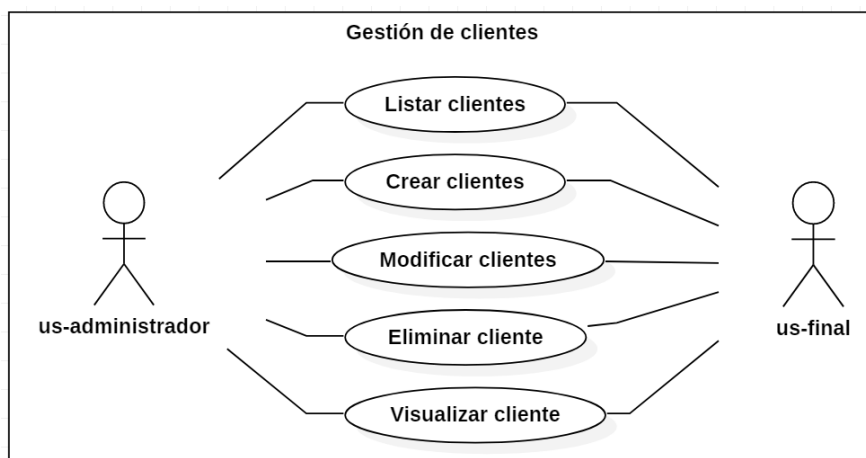 Gestión de clientes
Listar clientes
Crear clientes
Modificar clientes
Eliminar cliente
Visualizar cliente
us-administrador
us-final